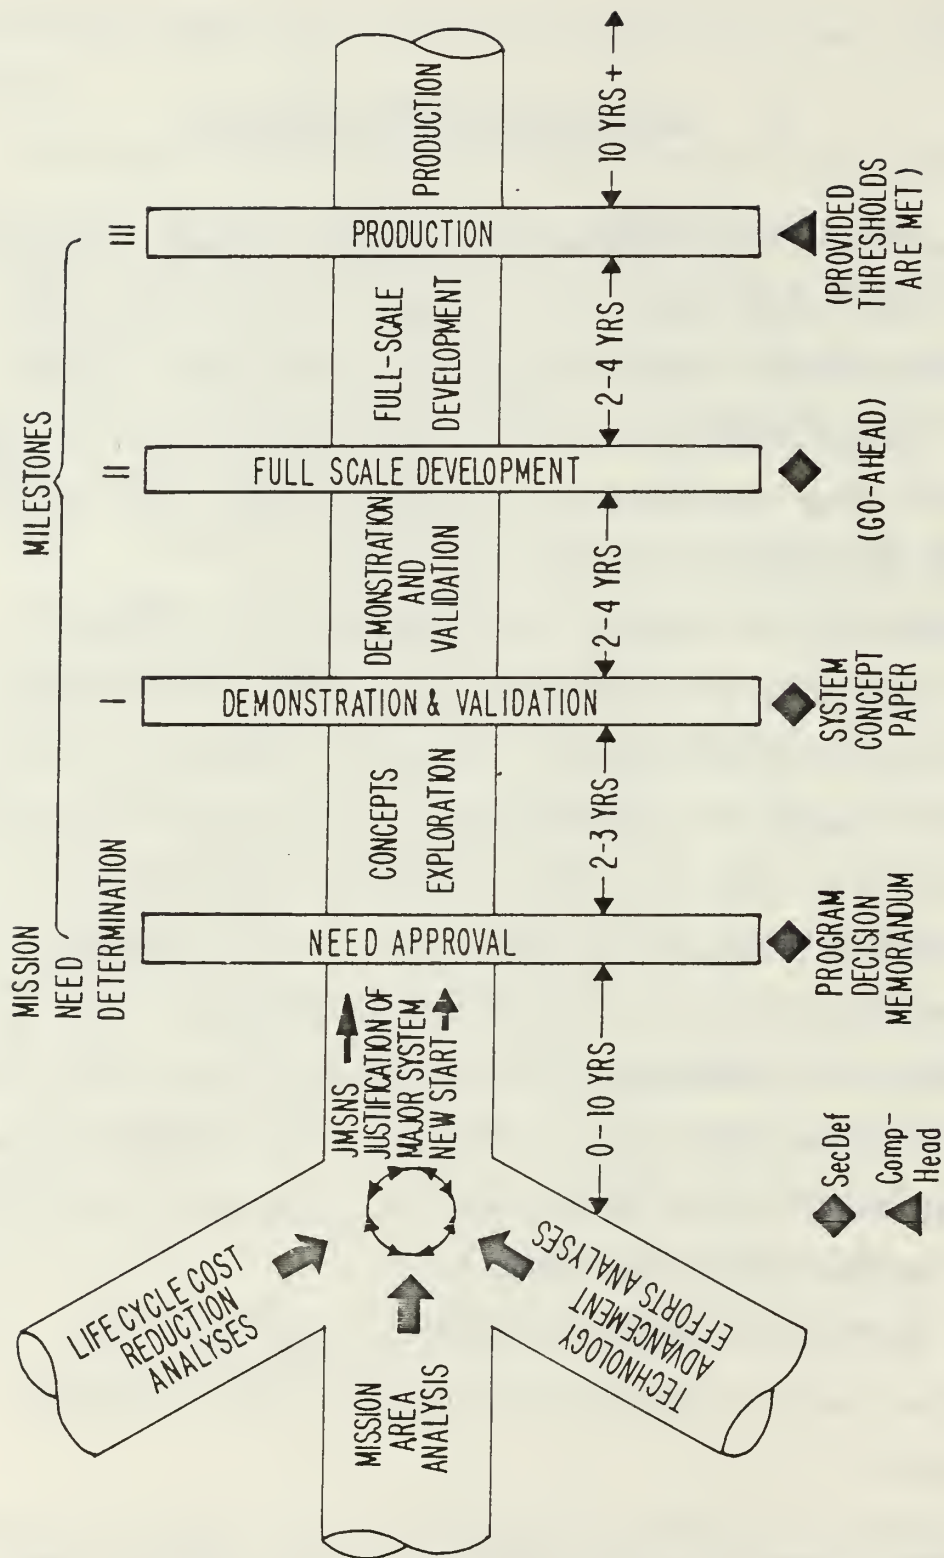 MISSION
NEED
DETERMINATION
MILESTONES
I
II
III
LIFE CYCLE COST
REDUCTION
ANALYSES
MISSION
AREA
ANALYSIS
TECHNOLOGY
ADVANCEMENT
EFFORTS ANALYSES
JMSNS
JUSTIFICATION OF
MAJOR SYSTEM
NEW START
NEED APPROVAL
CONCEPTS
EXPLORATION
DEMONSTRATION & VALIDATION
DEMONSTRATION
AND
VALIDATION
FULL SCALE DEVELOPMENT
FULL-SCALE
DEVELOPMENT
PRODUCTION
PRODUCTION
0-10 YRS
2-3 YRS
2-4 YRS
2-4 YRS
10 YRS +
SecDef
Comp-
Head
PROGRAM
DECISION
MEMORANDUM
SYSTEM
CONCEPT
PAPER
(GO-AHEAD)
(PROVIDED
THRESHOLDS
ARE MET)